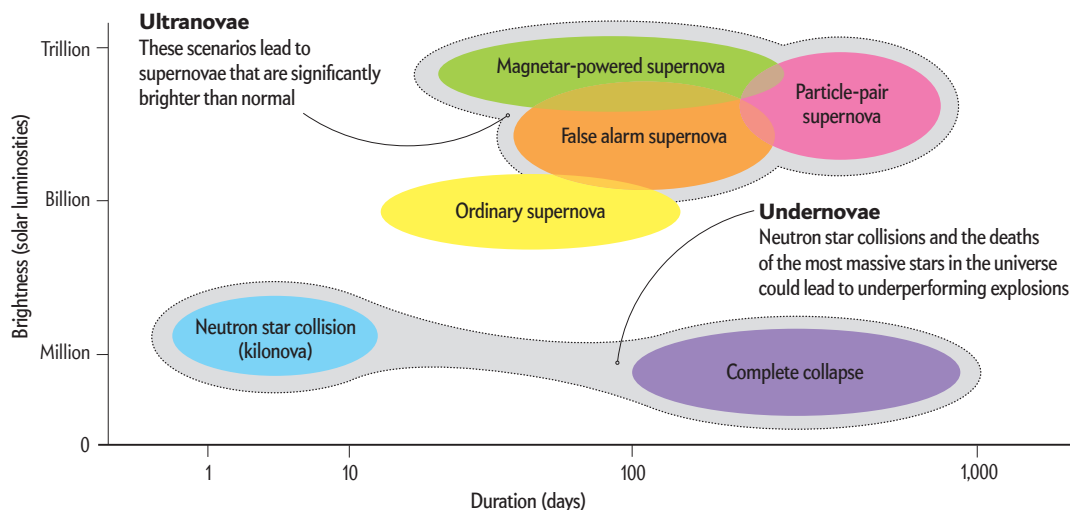 Ultranovae
These scenarios lead to
supernovae that are significantly
brighter than normal
Trillion
Billion
Million
0
Brightness (solar luminosities)
Magnetar-powered supernova
Particle-pair
supernova
False alarm supernova
Ordinary supernova
Undernovae
Neutron star collisions and the deaths
of the most massive stars in the universe
could lead to underperforming explosions
Neutron star collision
(kilonova)
Complete collapse
1
10
100
1,000
Duration (days)